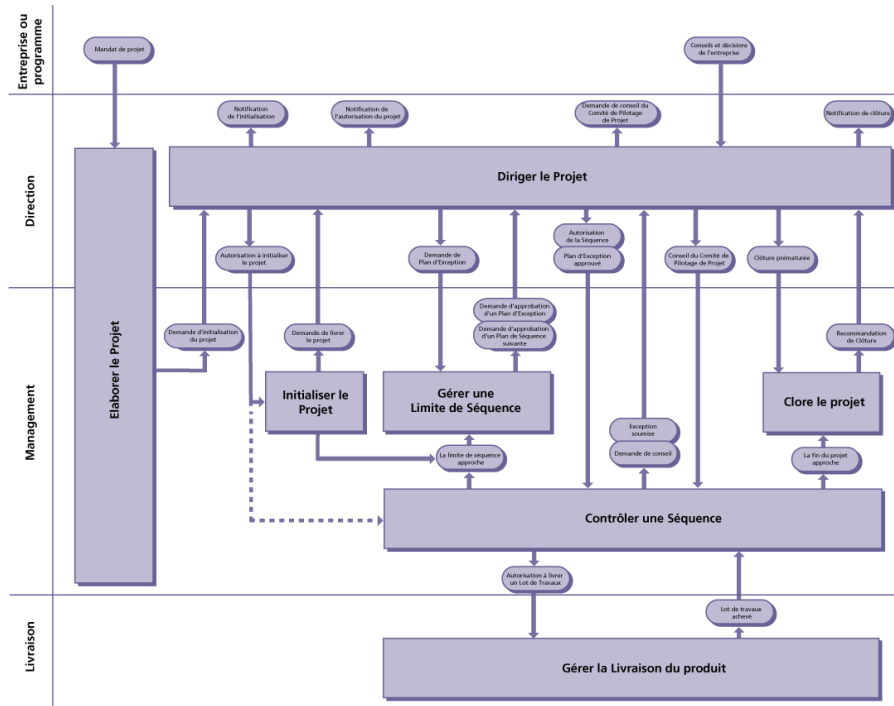 Entreprise ou
programme
Mandat de projet
Conseils et décisions
de l'entreprise
Direction
Notification
de l'initialisation
Notification de
l'autorisation du projet
Demande de conseil du
Comité de Pilotage
de Projet
Notification de clôture
Diriger le Projet
Autorisation à initialiser
le projet
Demande de
Plan d'Exception
Autorisation
de la Séquence
Plan d'Exception
approuvé
Conseil du Comité de
Pilotage de Projet
Clôture prématurée
Management
Elaborer le Projet
Demande d'initialisation
du projet
Demande de livrer
le projet
Demande d'approbation
d'un Plan d'Exception
Demande d'approbation
d'un Plan de Séquence
suivante
Recommandation
de Clôture
Initialiser le
Projet
Gérer une
Limite de Séquence
Clore le projet
Exception
soumise
Demande de conseil
La limite de séquence
approche
La fin du projet
approche
Contrôler une Séquence
Autorisation à livrer
un Lot de Travaux
Lot de travaux
achevé
Livraison
Gérer la Livraison du produit